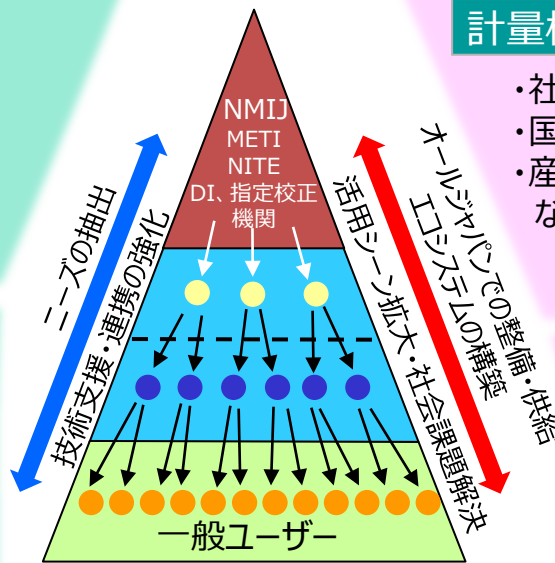 計量
・社
・国
・産
な
NMIJ
METI
NITE
DI、指定校正
機関
ニーズの抽出
技術支援・連携の強化
活用シーン拡大・社会課題解決
オールジャパンでの整備・供給
エコシステムの構築
一般ユーザー